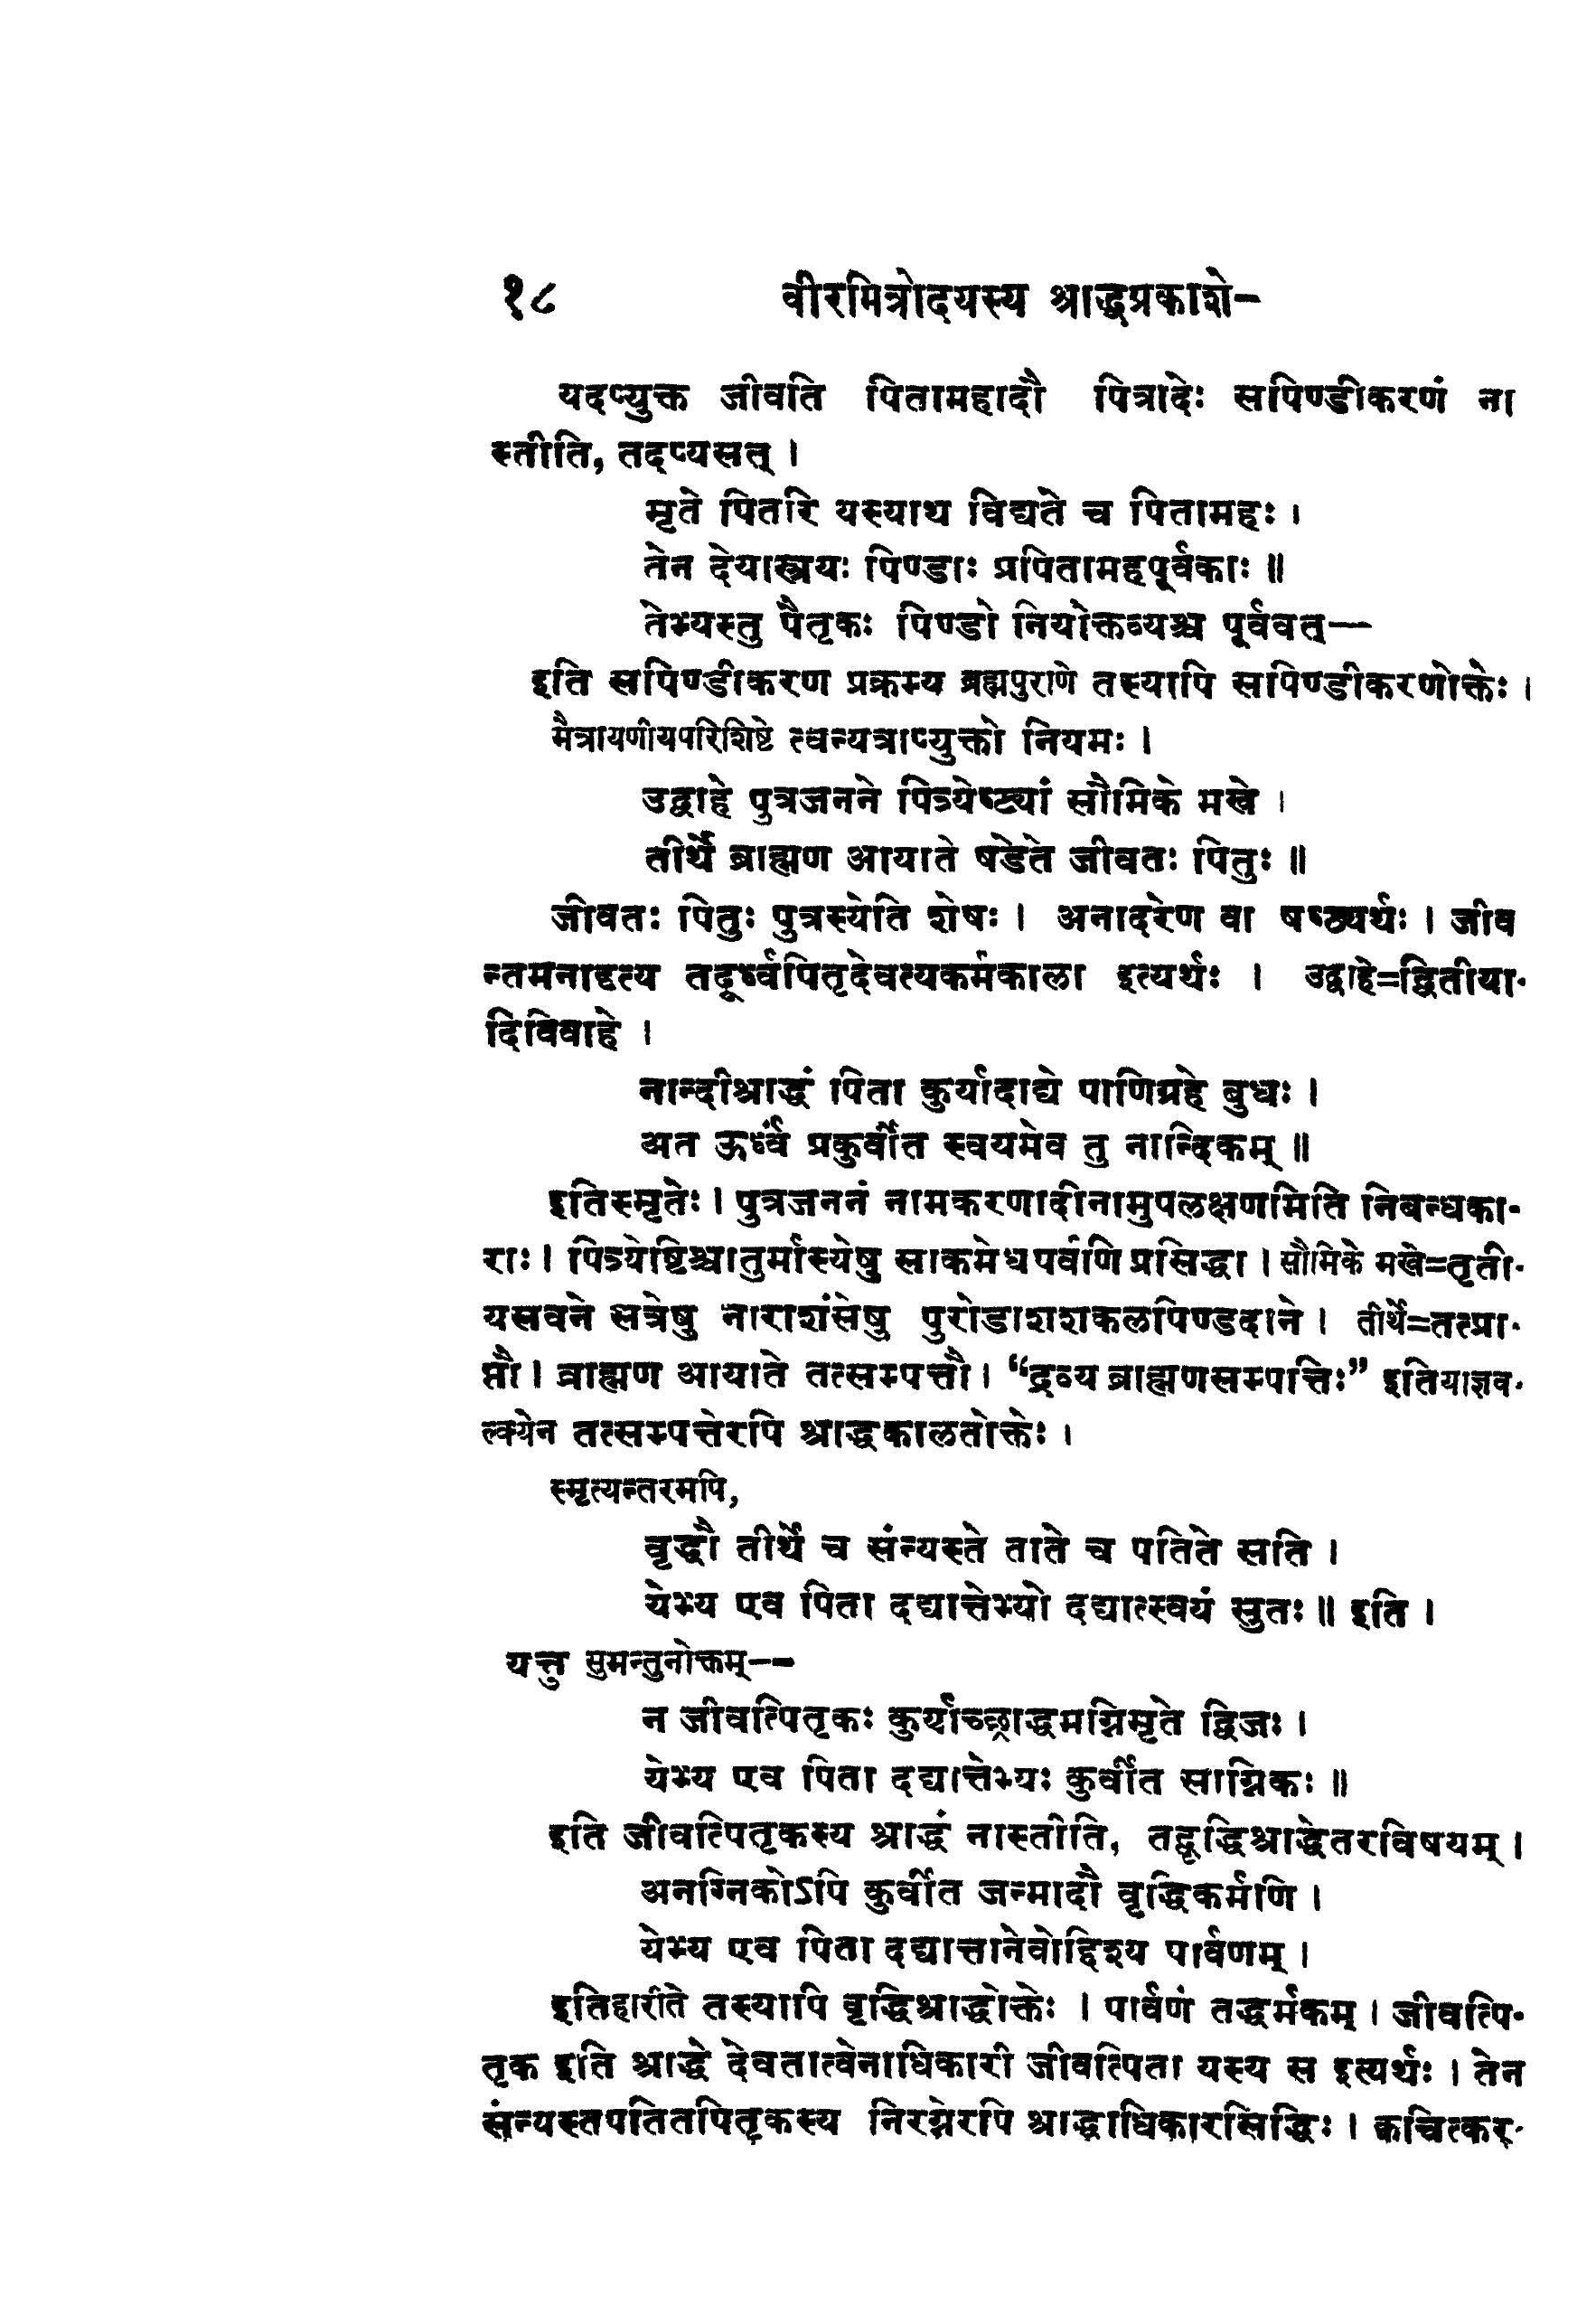 १८ वीरमित्रोदयस्य श्राद्धप्रकाशे-
यदप्युक्त जीवति पितामहादौ पित्रादेः सपिण्डीकरणं ना
स्तीति, तदप्यसत् ।
मृते पितरि यस्याथ विद्यते च पितामहः ।
तेन देयास्त्रयः पिण्डाः प्रपितामहपूर्वकाः ॥
तेभ्यस्तु पैतृकः पिण्डो नियोक्तव्यश्च पूर्ववत्—
इति सपिण्डीकरण प्रक्रम्य ब्रह्मपुराणे तस्यापि सपिण्डीकरणोक्तेः ।
मैत्रायणीयपरिशिष्टे त्वन्यत्राप्युक्तो नियमः ।
उद्वाहे पुत्रजनने पित्र्येष्ट्यां सौमिके मखे ।
तीर्थे ब्राह्मण आयाते षडेते जीवतः पितुः ॥
जीवतः पितुः पुत्रस्येति शेषः । अनादरेण वा षष्ठ्यर्थः । जीव
न्तमनादृत्य तदूर्ध्वपितृदेवत्यकर्मकाला इत्यर्थः । उद्वाहे=द्वितीया-
दिविवाहे ।
नान्दीश्राद्धं पिता कुर्यादाद्ये पाणिग्रहे बुधः ।
अत ऊर्ध्वं प्रकुर्वीत स्वयमेव तु नान्दिकम् ॥
इतिस्मृतेः । पुत्रजननं नामकरणादीनामुपलक्षणमिति निबन्धका-
राः । पित्र्येष्टिश्चातुर्मास्येषु साकमेधपर्वणि प्रसिद्धा । सौमिके मखे=तृती-
यसवने सत्रेषु नाराशंसेषु पुरोडाशशकलपिण्डदाने । तीर्थे=तत्प्रा-
प्तौ । ब्राह्मण आयाते तत्सम्पत्तौ । “द्रव्य ब्राह्मणसम्पत्तिः” इतियाज्ञव-
ल्क्येन तत्सम्पत्तेरपि श्राद्धकालतोक्तेः ।
स्मृत्यन्तरमपि,
वृद्धौ तीर्थे च संन्यस्ते ताते च पतिते सति ।
येभ्य एव पिता दद्यात्तेभ्यो दद्यात्स्वयं सुतः ॥ इति ।
यत्तु सुमन्तुनोक्तम्--
न जीवत्पितृकः कुर्याच्छ्राद्धमग्निमृते द्विजः ।
येभ्य एव पिता दद्यात्तेभ्यः कुर्वीत साग्निकः ॥
इति जीवत्पितृकस्य श्राद्धं नास्तीति, तद्वृद्धिश्राद्धेतरविषयम् ।
अनग्निकोऽपि कुर्वीत जन्मादौ वृद्धिकर्मणि ।
येभ्य एव पिता दद्यात्तानेवोद्दिश्य पार्वणम् ।
इतिहारीते तस्यापि वृद्धिश्राद्धोक्तेः । पार्वणं तद्धर्मकम् । जीवत्पि-
तृक इति श्राद्धे देवतात्वेनाधिकारी जीवत्पिता यस्य स इत्यर्थः । तेन
संन्यस्तपतितपितृकस्य निरग्नेरपि श्राद्धाधिकारसिद्धिः । कचित्कर्-